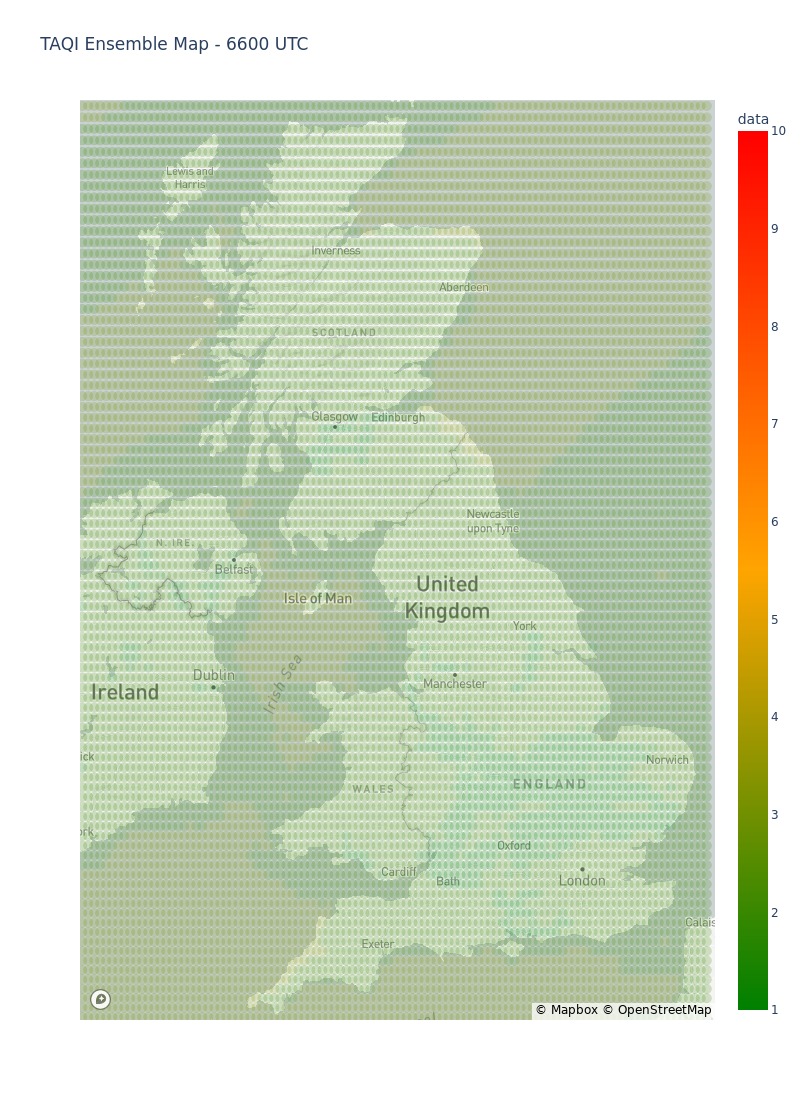 TAQI Ensemble Map - 6600 UTC
data
10
9
8
7
6
5
4
3
2
1
Lewis and
Harris
Inverness
Aberdeen
SCOTLAND
Glasgow
Edinburgh
Newcastle
upon Tyne
N. IRE.
Belfast
United
Kingdom
Isle of Man
York
Irish Sea
Dublin
Manchester
Ireland
ick
Norwich
WALES
ENGLAND
rk
Oxford
Cardiff
Bath
London
Calais
Exeter
© Mapbox © OpenStreetMap